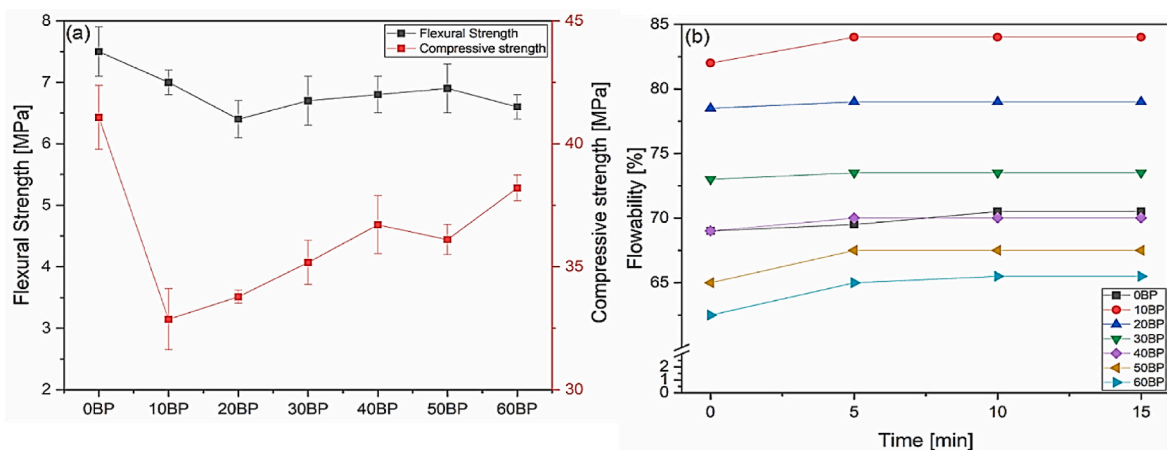 (a)
Flexural Strength
Compressive strength
8
7
6
5
4
3
2
Flexural Strength [MPa]
0BP 10BP 20BP 30BP 40BP 50BP 60BP
45
40
35
30
Compressive strength [MPa]
(b)
85
80
75
70
65
2
1
0
Flowability [%]
0BP
10BP
20BP
30BP
40BP
50BP
60BP
0 5 10 15
Time [min]